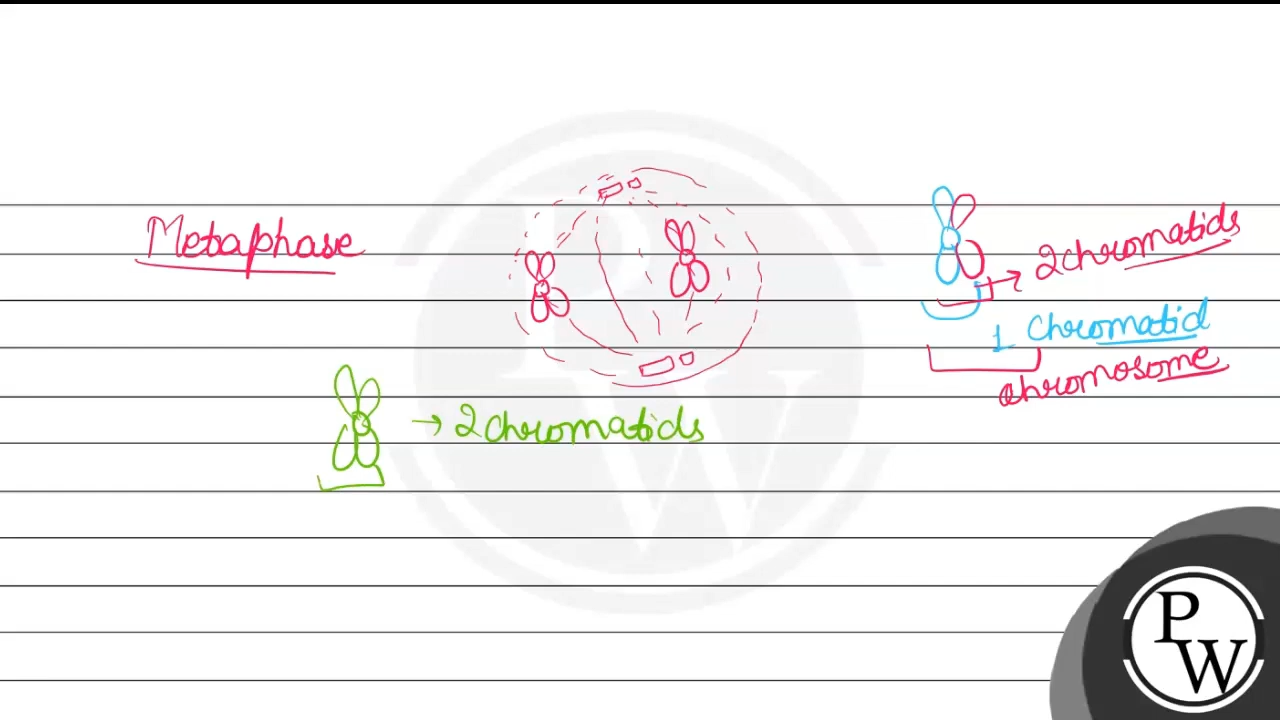 Metaphase
2 chromatids
1 Chromatid
Chromosome
→ 2 chromatids
P
W
P
W